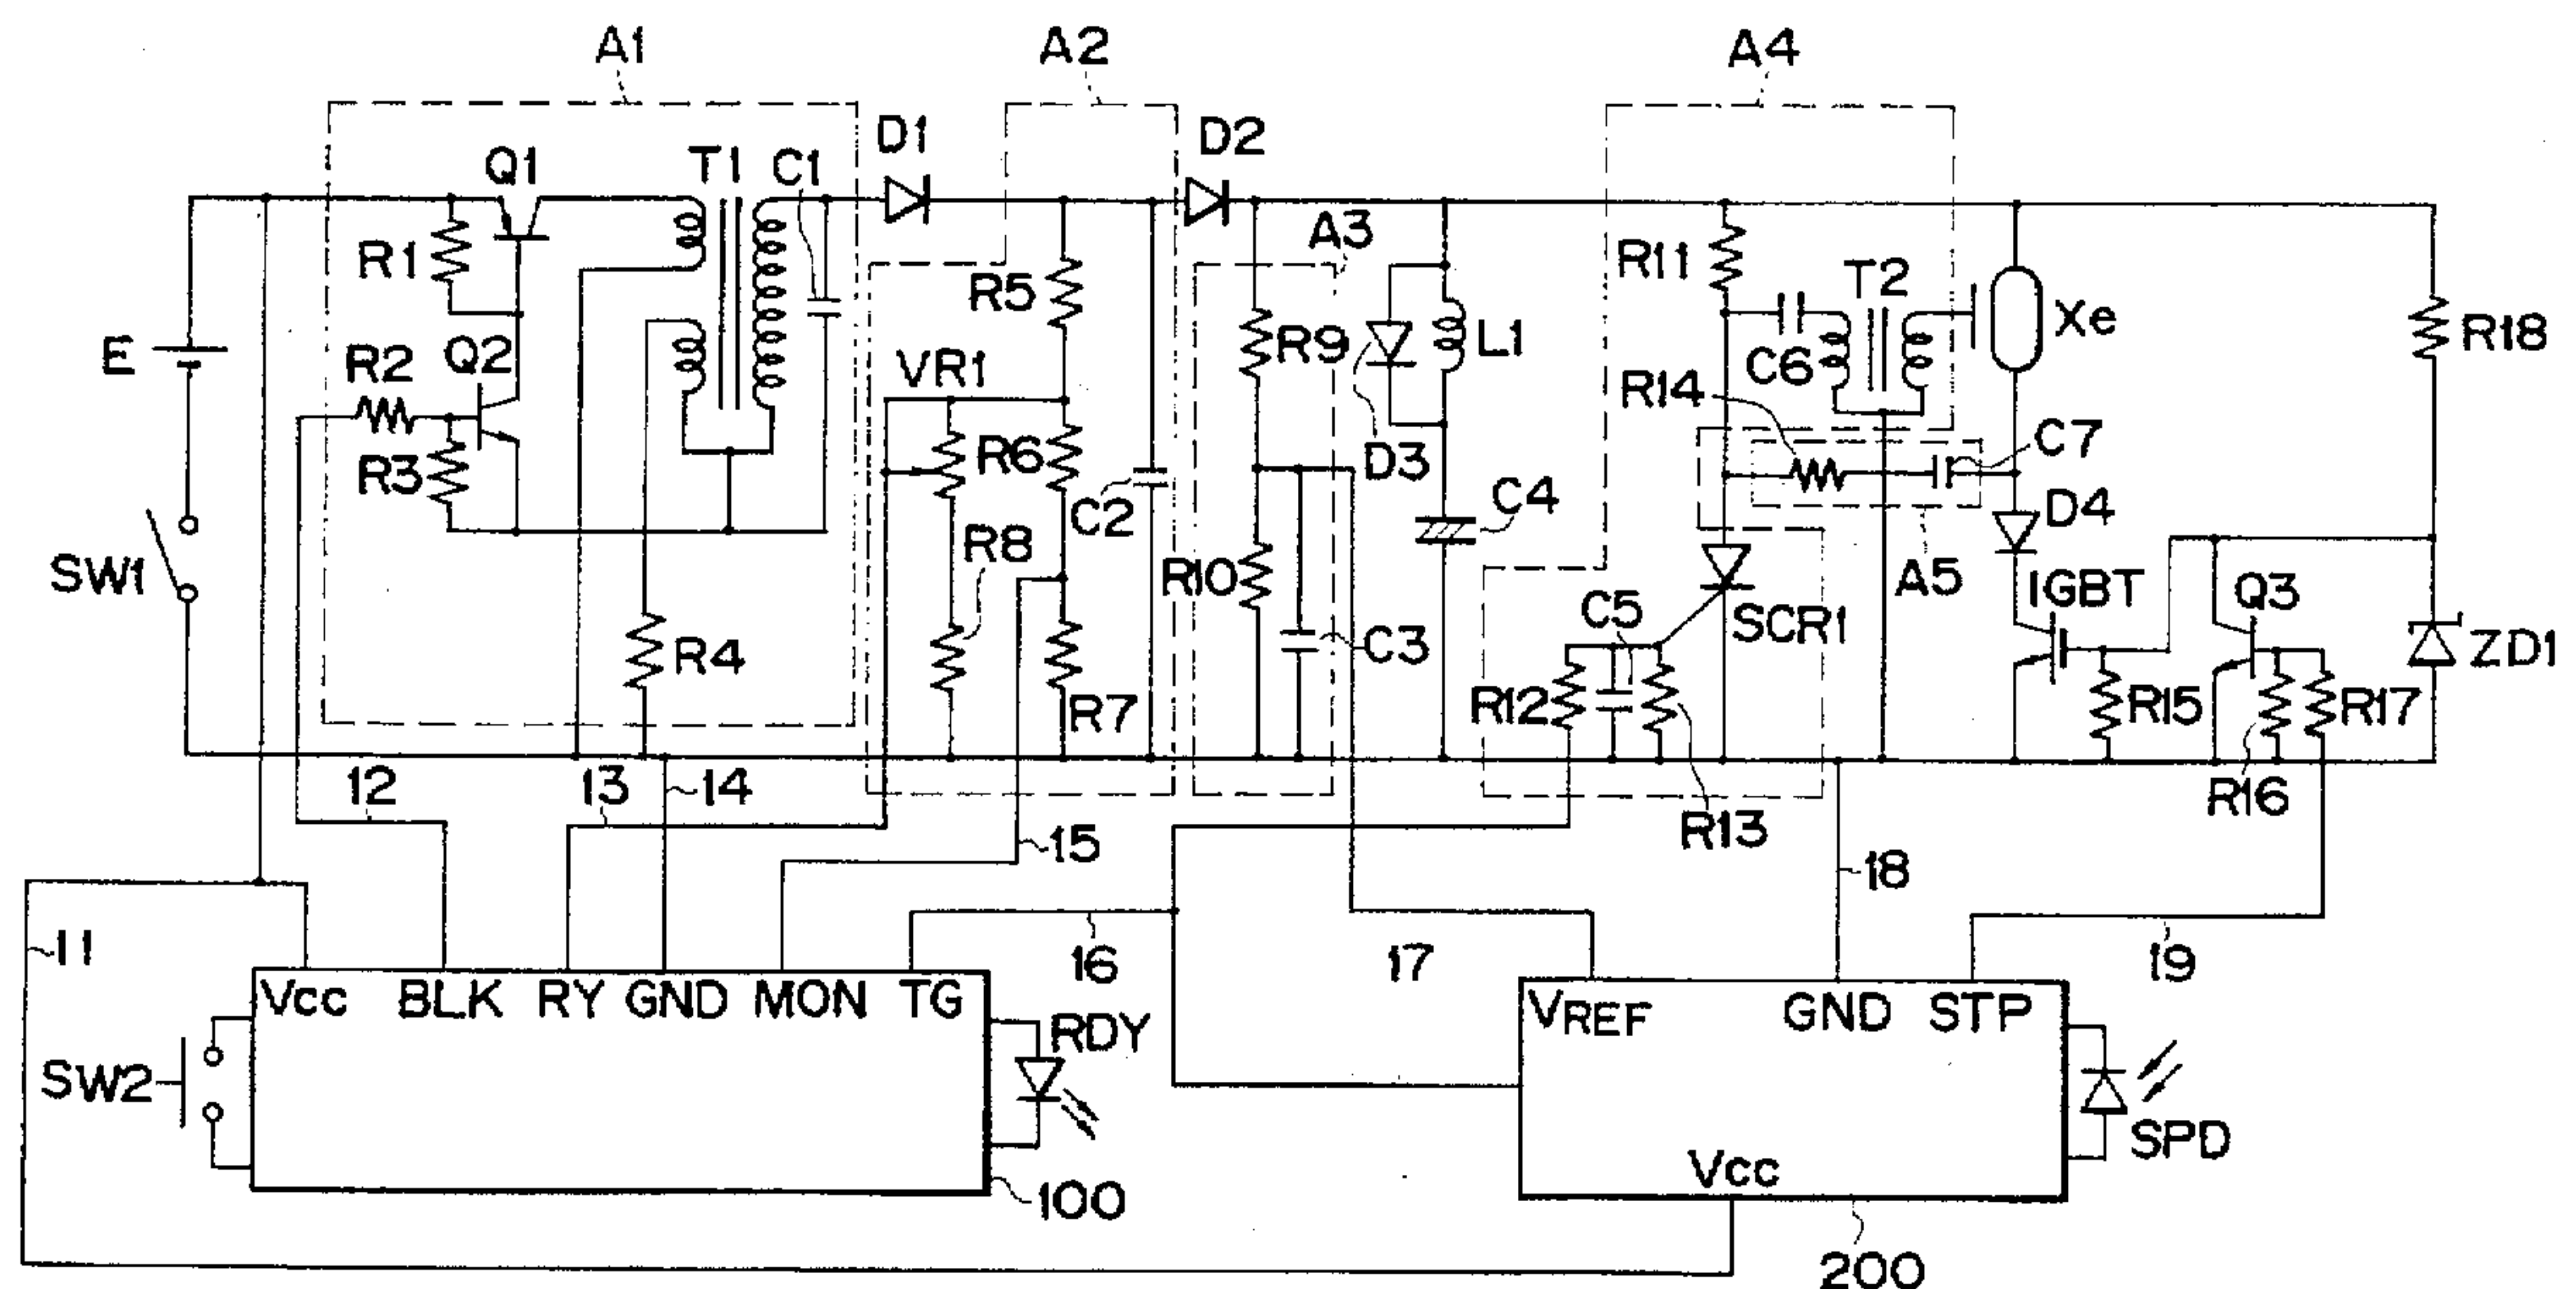 A1
A2
A4
D1
D2
Q1
T1
C1
A3
R1
R5
R11
T2
Xe
R18
E
R2
Q2
VR1
R9
L1
C6
R14
R3
R6
C2
D3
C4
C7
D4
SW1
R8
R10
C5
SCR1
A5
IGBT
Q3
ZD1
R4
C3
R7
R12
R15
R17
12
13
14
R16
15
R13
18
11
16
17
19
Vcc
BLK
RY
GND
MON
TG
VREF
GND
STP
RDY
SW2
SPD
Vcc
100
200